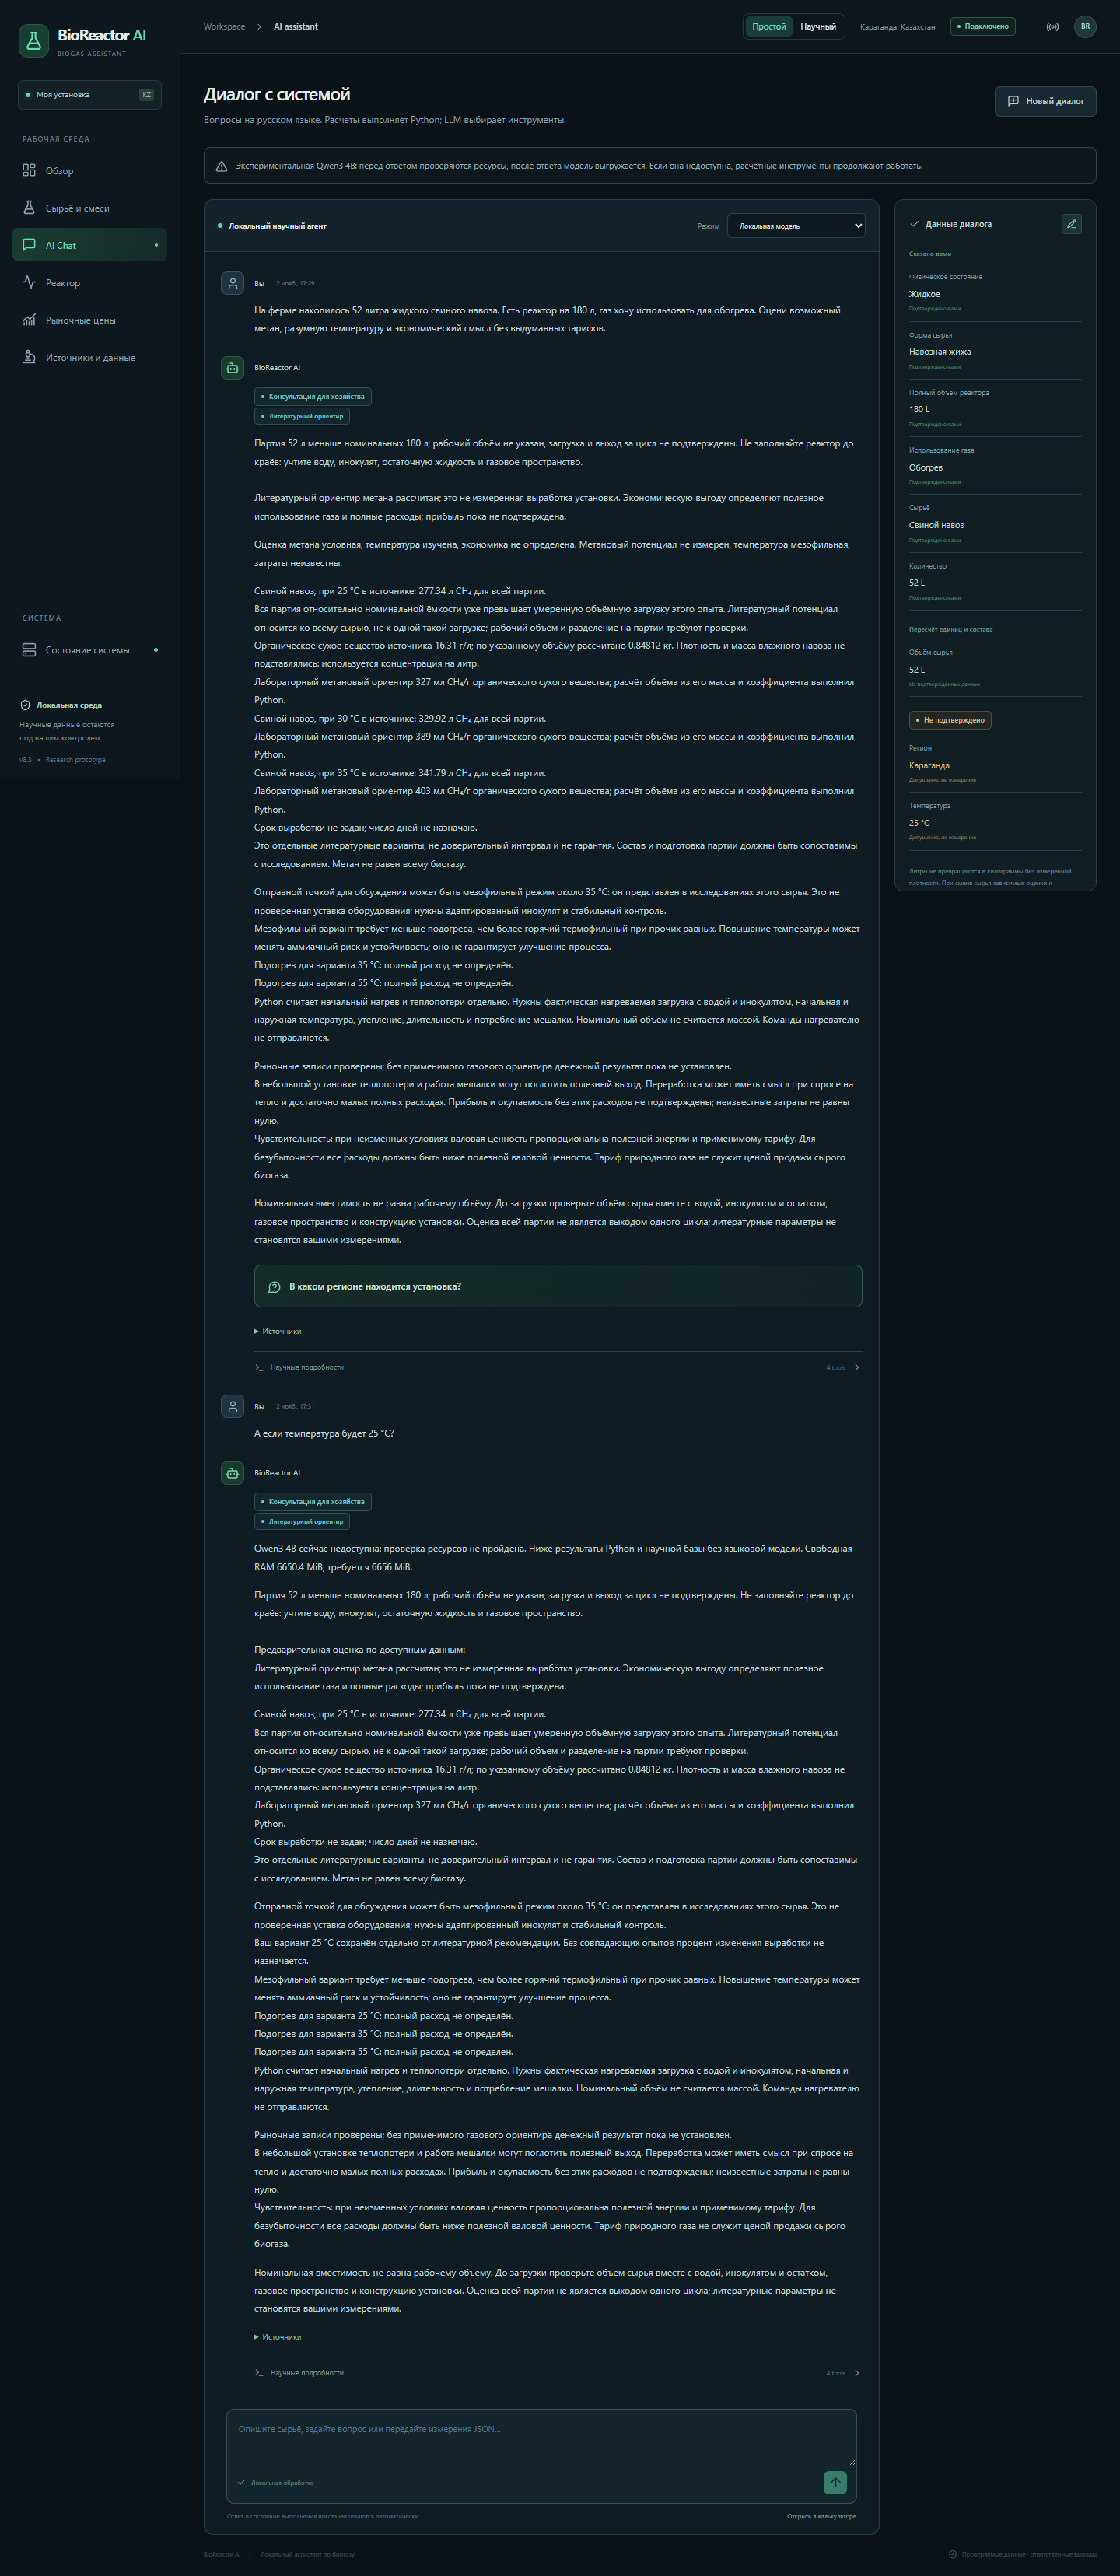 BioReactor AI
BIOGAS ASSISTANT
Моя установка
KZ
РАБОЧАЯ СРЕДА
Обзор
Сырьё и смеси
AI Chat
Реактор
Рыночные цены
Источники и данные
СИСТЕМА
Состояние системы
Локальная среда
Научные данные остаются
под вашим контролем
v8.3 • Research prototype
Workspace > AI assistant
Простой Научный
Караганда, Казахстан
Подключено
BR
Диалог с системой
Вопросы на русском языке. Расчёты выполняет Python; LLM выбирает инструменты.
Новый диалог
Экспериментальная Qwen3 4B: перед ответом проверяются ресурсы, после ответа модель выгружается. Если она недоступна, расчётные инструменты продолжают работать.
Локальный научный агент
Режим
Локальная модель
Вы 12 нояб., 17:29
На ферме накопилось 52 литра жидкого свиного навоза. Есть реактор на 180 л, газ хочу использовать для обогрева. Оцени возможный
метан, разумную температуру и экономический смысл без выдуманных тарифов.
BioReactor AI
Консультация для хозяйства
Литературный ориентир
Партия 52 л меньше номинальных 180 л; рабочий объём не указан, загрузка и выход за цикл не подтверждены. Не заполняйте реактор до
краёв: учтите воду, инокулят, остаточную жидкость и газовое пространство.
Литературный ориентир метана рассчитан; это не измеренная выработка установки. Экономическую выгоду определяют полезное
использование газа и полные расходы; прибыль пока не подтверждена.
Оценка метана условная, температура изучена, экономика не определена. Метановый потенциал не измерен, температура мезофильная,
затраты неизвестны.
Свиной навоз, при 25 °C в источнике: 277.34 л CH₄ для всей партии.
Вся партия относительно номинальной ёмкости уже превышает умеренную объёмную загрузку этого опыта. Литературный потенциал
относится ко всему сырью, не к одной такой загрузке; рабочий объём и разделение на партии требуют проверки.
Органическое сухое вещество источника 16.31 г/л; по указанному объёму рассчитано 0.84812 кг. Плотность и масса влажного навоза не
подставлялись: используется концентрация на литр.
Лабораторный метановый ориентир 327 мл CH₄/г органического сухого вещества; расчёт объёма из его массы и коэффициента выполнил
Python.
Свиной навоз, при 30 °C в источнике: 329.92 л CH₄ для всей партии.
Лабораторный метановый ориентир 389 мл CH₄/г органического сухого вещества; расчёт объёма из его массы и коэффициента выполнил
Python.
Свиной навоз, при 35 °C в источнике: 341.79 л CH₄ для всей партии.
Лабораторный метановый ориентир 403 мл CH₄/г органического сухого вещества; расчёт объёма из его массы и коэффициента выполнил
Python.
Срок выработки не задан; число дней не назначаю.
Это отдельные литературные варианты, не доверительный интервал и не гарантия. Состав и подготовка партии должны быть сопоставимы
с исследованием. Метан не равен всему биогазу.
Отправной точкой для обсуждения может быть мезофильный режим около 35 °C: он представлен в исследованиях этого сырья. Это не
проверенная уставка оборудования; нужны адаптированный инокулят и стабильный контроль.
Мезофильный вариант требует меньше подогрева, чем более горячий термофильный при прочих равных. Повышение температуры может
менять аммиачный риск и устойчивость; оно не гарантирует улучшение процесса.
Подогрев для варианта 35 °C: полный расход не определён.
Подогрев для варианта 55 °C: полный расход не определён.
Python считает начальный нагрев и теплопотери отдельно. Нужны фактическая нагреваемая загрузка с водой и инокулятом, начальная и
наружная температура, утепление, длительность и потребление мешалки. Номинальный объём не считается массой. Команды нагревателю
не отправляются.
Рыночные записи проверены; без применимого газового ориентира денежный результат пока не установлен.
В небольшой установке теплопотери и работа мешалки могут поглотить полезный выход. Переработка может иметь смысл при спросе на
тепло и достаточно малых полных расходах. Прибыль и окупаемость без этих расходов не подтверждены; неизвестные затраты не равны
нулю.
Чувствительность: при неизменных условиях валовая ценность пропорциональна полезной энергии и применимому тарифу. Для
безубыточности все расходы должны быть ниже полезной валовой ценности. Тариф природного газа не служит ценой продажи сырого
биогаза.
Номинальная вместимость не равна рабочему объёму. До загрузки проверьте объём сырья вместе с водой, инокулятом и остатком,
газовое пространство и конструкцию установки. Оценка всей партии не является выходом одного цикла; литературные параметры не
становятся вашими измерениями.
В каком регионе находится установка?
Источники
Научные подробности
4 tools
Вы 12 нояб., 17:31
А если температура будет 25 °C?
BioReactor AI
Консультация для хозяйства
Литературный ориентир
Qwen3 4B сейчас недоступна: проверка ресурсов не пройдена. Ниже результаты Python и научной базы без языковой модели. Свободная
RAM 6650.4 MiB, требуется 6656 MiB.
Партия 52 л меньше номинальных 180 л; рабочий объём не указан, загрузка и выход за цикл не подтверждены. Не заполняйте реактор до
краёв: учтите воду, инокулят, остаточную жидкость и газовое пространство.
Предварительная оценка по доступным данным:
Литературный ориентир метана рассчитан; это не измеренная выработка установки. Экономическую выгоду определяют полезное
использование газа и полные расходы; прибыль пока не подтверждена.
Свиной навоз, при 25 °C в источнике: 277.34 л CH₄ для всей партии.
Вся партия относительно номинальной ёмкости уже превышает умеренную объёмную загрузку этого опыта. Литературный потенциал
относится ко всему сырью, не к одной такой загрузке; рабочий объём и разделение на партии требуют проверки.
Органическое сухое вещество источника 16.31 г/л; по указанному объёму рассчитано 0.84812 кг. Плотность и масса влажного навоза не
подставлялись: используется концентрация на литр.
Лабораторный метановый ориентир 327 мл CH₄/г органического сухого вещества; расчёт объёма из его массы и коэффициента выполнил
Python.
Срок выработки не задан; число дней не назначаю.
Это отдельные литературные варианты, не доверительный интервал и не гарантия. Состав и подготовка партии должны быть сопоставимы
с исследованием. Метан не равен всему биогазу.
Отправной точкой для обсуждения может быть мезофильный режим около 35 °C: он представлен в исследованиях этого сырья. Это не
проверенная уставка оборудования; нужны адаптированный инокулят и стабильный контроль.
Ваш вариант 25 °C сохранён отдельно от литературной рекомендации. Без совпадающих опытов процент изменения выработки не
назначается.
Мезофильный вариант требует меньше подогрева, чем более горячий термофильный при прочих равных. Повышение температуры может
менять аммиачный риск и устойчивость; оно не гарантирует улучшение процесса.
Подогрев для варианта 25 °C: полный расход не определён.
Подогрев для варианта 35 °C: полный расход не определён.
Подогрев для варианта 55 °C: полный расход не определён.
Python считает начальный нагрев и теплопотери отдельно. Нужны фактическая нагреваемая загрузка с водой и инокулятом, начальная и
наружная температура, утепление, длительность и потребление мешалки. Номинальный объём не считается массой. Команды нагревателю
не отправляются.
Рыночные записи проверены; без применимого газового ориентира денежный результат пока не установлен.
В небольшой установке теплопотери и работа мешалки могут поглотить полезный выход. Переработка может иметь смысл при спросе на
тепло и достаточно малых полных расходах. Прибыль и окупаемость без этих расходов не подтверждены; неизвестные затраты не равны
нулю.
Чувствительность: при неизменных условиях валовая ценность пропорциональна полезной энергии и применимому тарифу. Для
безубыточности все расходы должны быть ниже полезной валовой ценности. Тариф природного газа не служит ценой продажи сырого
биогаза.
Номинальная вместимость не равна рабочему объёму. До загрузки проверьте объём сырья вместе с водой, инокулятом и остатком,
газовое пространство и конструкцию установки. Оценка всей партии не является выходом одного цикла; литературные параметры не
становятся вашими измерениями.
Источники
Научные подробности
4 tools
Опишите сырьё, задайте вопрос или передайте измерения JSON...
Локальная обработка
Ответ и состояние выполнения восстанавливаются автоматически
Открыть в калькуляторе
Данные диалога
Сказано вами
Физическое состояние
Жидкое
Подтверждено вами
Форма сырья
Навозная жижа
Подтверждено вами
Полный объём реактора
180 L
Подтверждено вами
Использование газа
Обогрев
Подтверждено вами
Сырьё
Свиной навоз
Подтверждено вами
Количество
52 L
Подтверждено вами
Пересчёт единиц и состава
Объём сырья
52 L
Из подтверждённых данных
Не подтверждено
Регион
Караганда
Допущение, не измерение
Температура
25 °C
Допущение, не измерение
Литры не превращаются в килограммы без измеренной
плотности. При смене сырья зависимые оценки и
BioReactor AI / Локальный ассистент по биогазу
Проверяемые данные · ответственные выводы